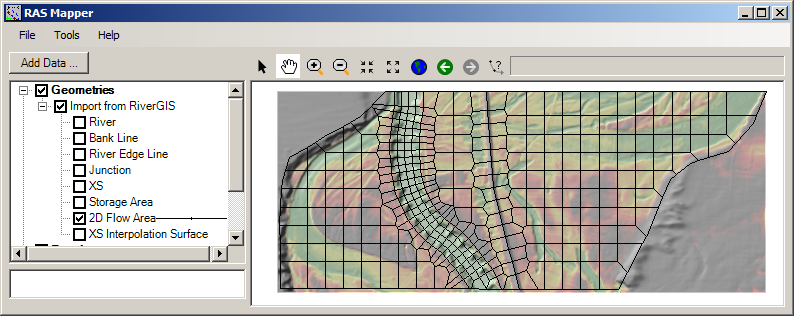 RAS Mapper
File Tools Help
Add Data ...
Geometries
Import from RiverGIS
River
Bank Line
River Edge Line
Junction
XS
Storage Area
2D Flow Area
XS Interpolation Surface